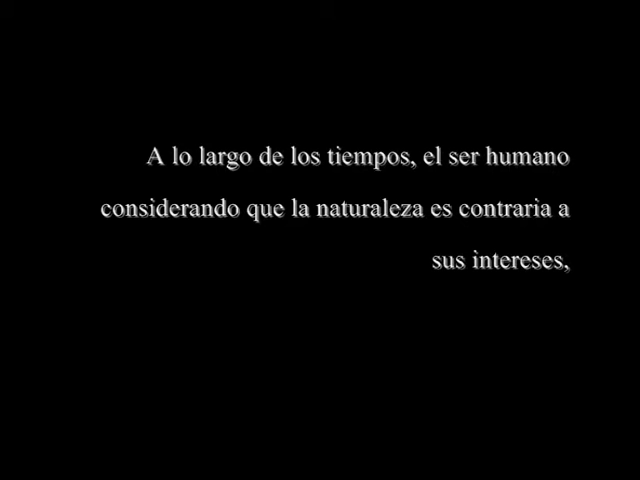 A lo largo de los tiempos, el ser humano
considerando que la naturaleza es contraria a
sus intereses,